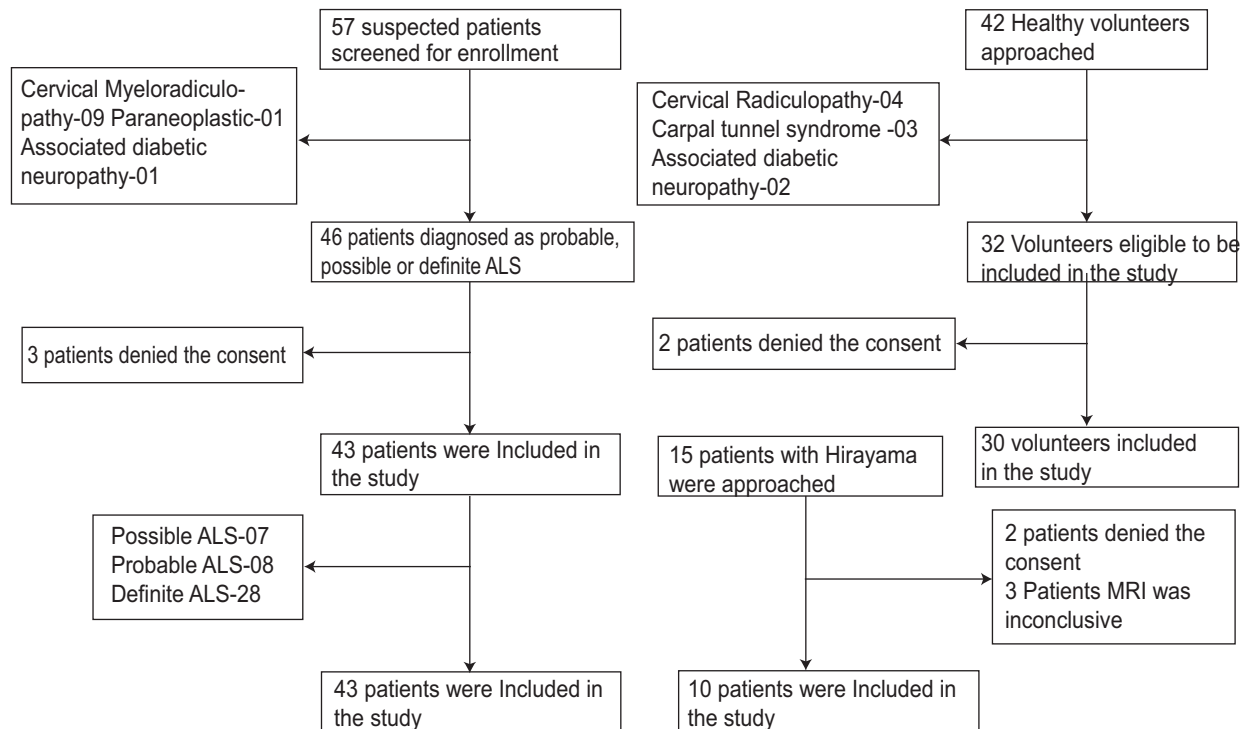 57 suspected patients
screened for enrollment
Cervical Myeloradiculo-
pathy-09 Paraneoplastic-01
Associated diabetic
neuropathy-01
46 patients diagnosed as probable,
possible or definite ALS
3 patients denied the consent
43 patients were Included in
the study
Possible ALS-07
Probable ALS-08
Definite ALS-28
43 patients were Included in
the study
42 Healthy volunteers
approached
Cervical Radiculopathy-04
Carpal tunnel syndrome -03
Associated diabetic
neuropathy-02
32 Volunteers eligible to be
included in the study
2 patients denied the consent
30 volunteers included
in the study
15 patients with Hirayama
were approached
2 patients denied the
consent
3 Patients MRI was
inconclusive
10 patients were Included in
the study